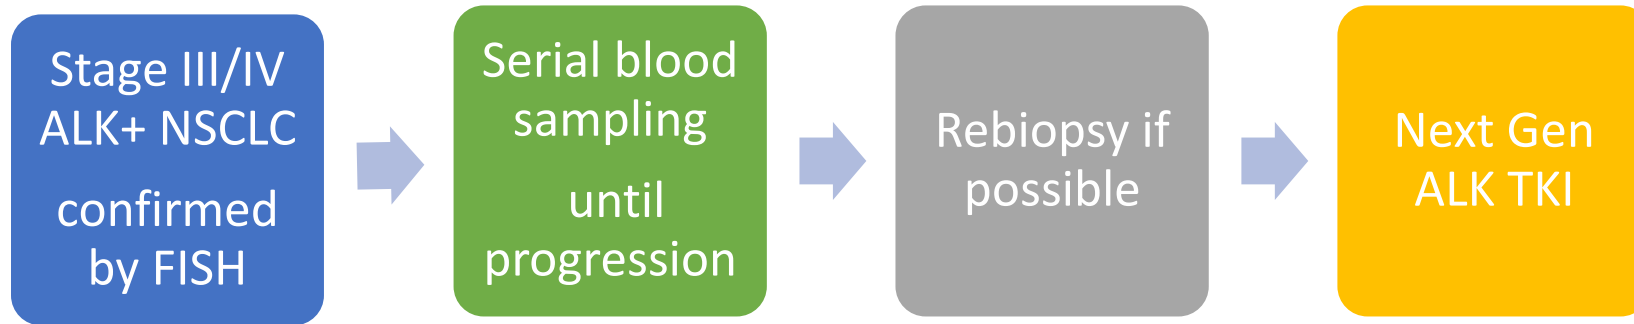 Stage III/IV
ALK+ NSCLC
confirmed
by FISH
Serial blood
sampling
until
progression
Rebiopsy if
possible
Next Gen
ALK TKI